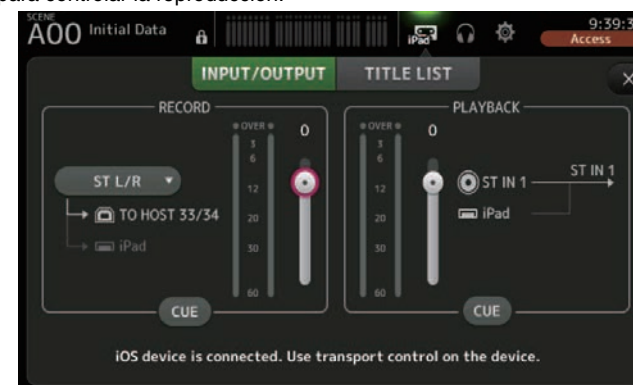 para controlar la reproducción.
SCENE
A00 Initial Data
iPad
9:39:3
Access
INPUT/OUTPUT TITLE LIST
RECORD
OVER
0
3
6
12
20
30
60
ST L/R
TO HOST 33/34
iPad
CUE
PLAYBACK
OVER
0
3
6
12
20
30
60
ST IN 1
ST IN 1
iPad
CUE
iOS device is connected. Use transport control on the device.